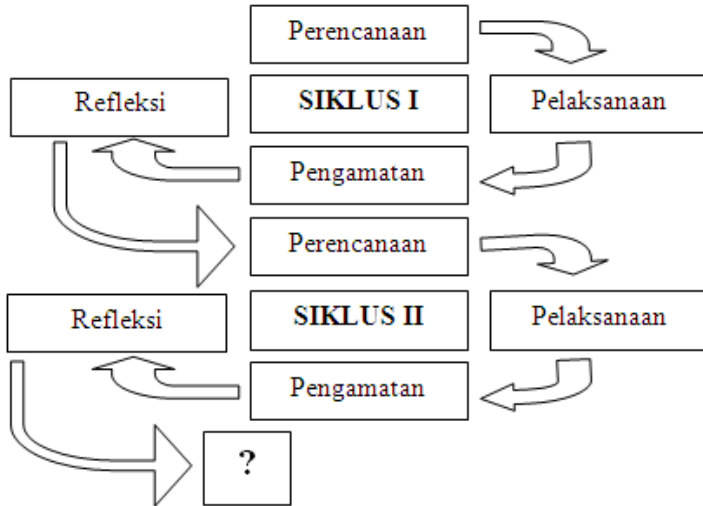 Perencanaan
Refleksi
SIKLUS I
Pelaksanaan
Pengamatan
Perencanaan
Refleksi
SIKLUS II
Pelaksanaan
Pengamatan
?